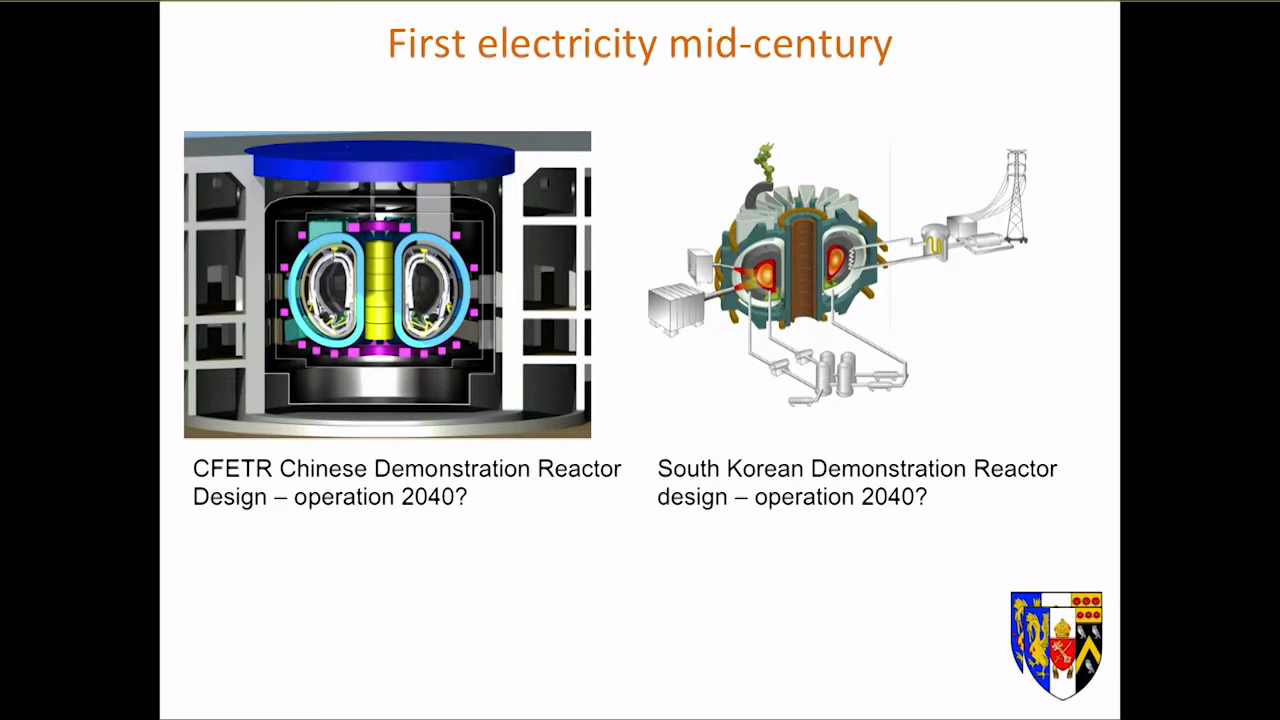 First electricity mid-century
CFETR Chinese Demonstration Reactor
Design – operation 2040?
South Korean Demonstration Reactor
design – operation 2040?